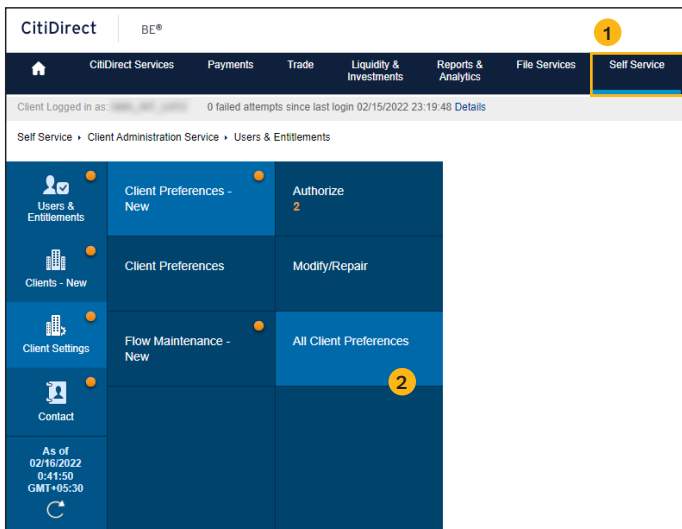 CitiDirect BE®
1
CitiDirect Services Payments Trade Liquidity & Reports & File Services Self Service
Investments Analytics
Client Logged in as: 0 failed attempts since last login 02/15/2022 23:19:48 Details
Self Service ▸ Client Administration Service ▸ Users & Entitlements
Users &
Entitlements
Client Preferences -
New
Authorize
2
Clients - New
Client Preferences
Modify/Repair
Client Settings
Flow Maintenance -
New
All Client Preferences
2
Contact
As of
02/16/2022
0:41:50
GMT+05:30